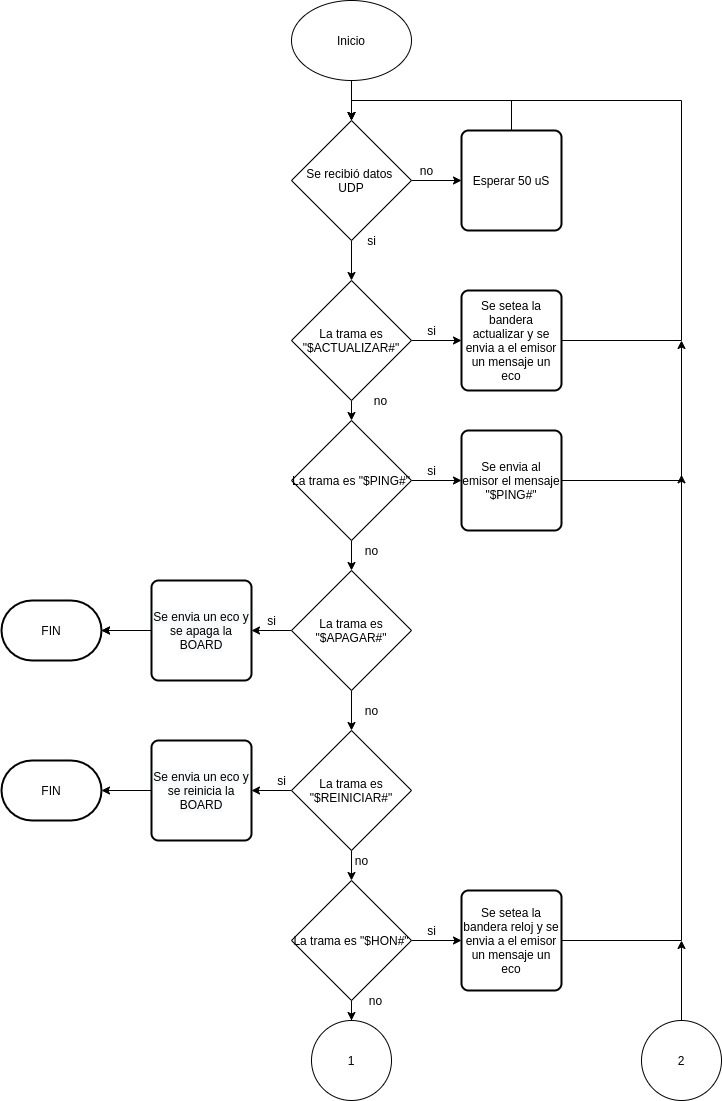 Inicio
Se recibió datos
UDP
no
Esperar 50 uS
si
La trama es
"$ACTUALIZAR#"
si
Se setea la
bandera
actualizar y se
envia a el emisor
un mensaje un
eco
no
La trama es "$PING#"
si
Se envia al
emisor el mensaje
"$PING#"
no
FIN
Se envia un eco y
se apaga la
BOARD
si
La trama es
"$APAGAR#"
no
FIN
Se envia un eco y
se reinicia la
BOARD
si
La trama es
"$REINICIAR#"
no
La trama es "$HON#"
si
Se setea la
bandera reloj y se
envia a el emisor
un mensaje un
eco
no
1
2